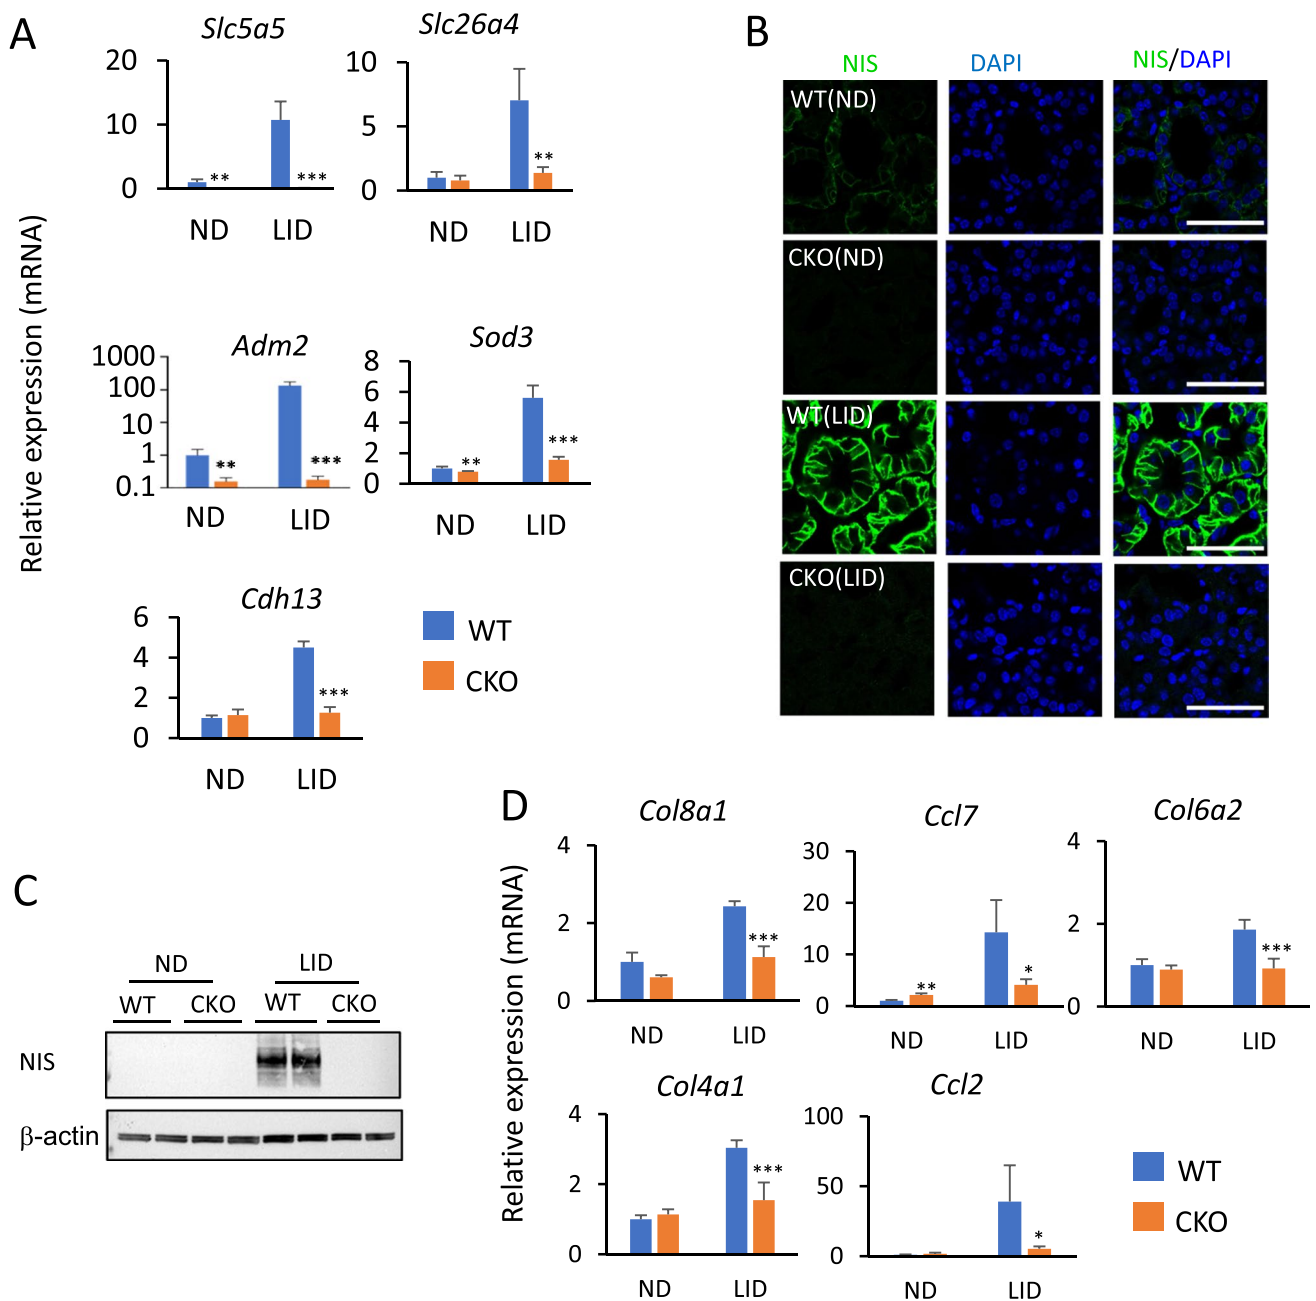 A
Slc5a5
Slc26a4
20
10
0
10
5
0
** ***
**
ND LID
ND LID
Relative expression (mRNA)
Adm2
Sod3
1000
100
10
1
0.1
8
6
4
2
0
** ***
** ***
ND LID
ND LID
Cdh13
6
4
2
0
***
ND LID
WT
CKO
B
NIS DAPI NIS/DAPI
WT(ND)
CKO(ND)
WT(LID)
CKO(LID)
C
ND LID
WT CKO WT CKO
NIS
β-actin
D
Col8a1
Ccl7
Col6a2
Relative expression (mRNA)
4
2
0
30
20
10
0
4
2
0
***
** *
***
ND LID
ND LID
ND LID
Col4a1
Ccl2
4
2
0
100
50
0
***
*
ND LID
ND LID
WT
CKO